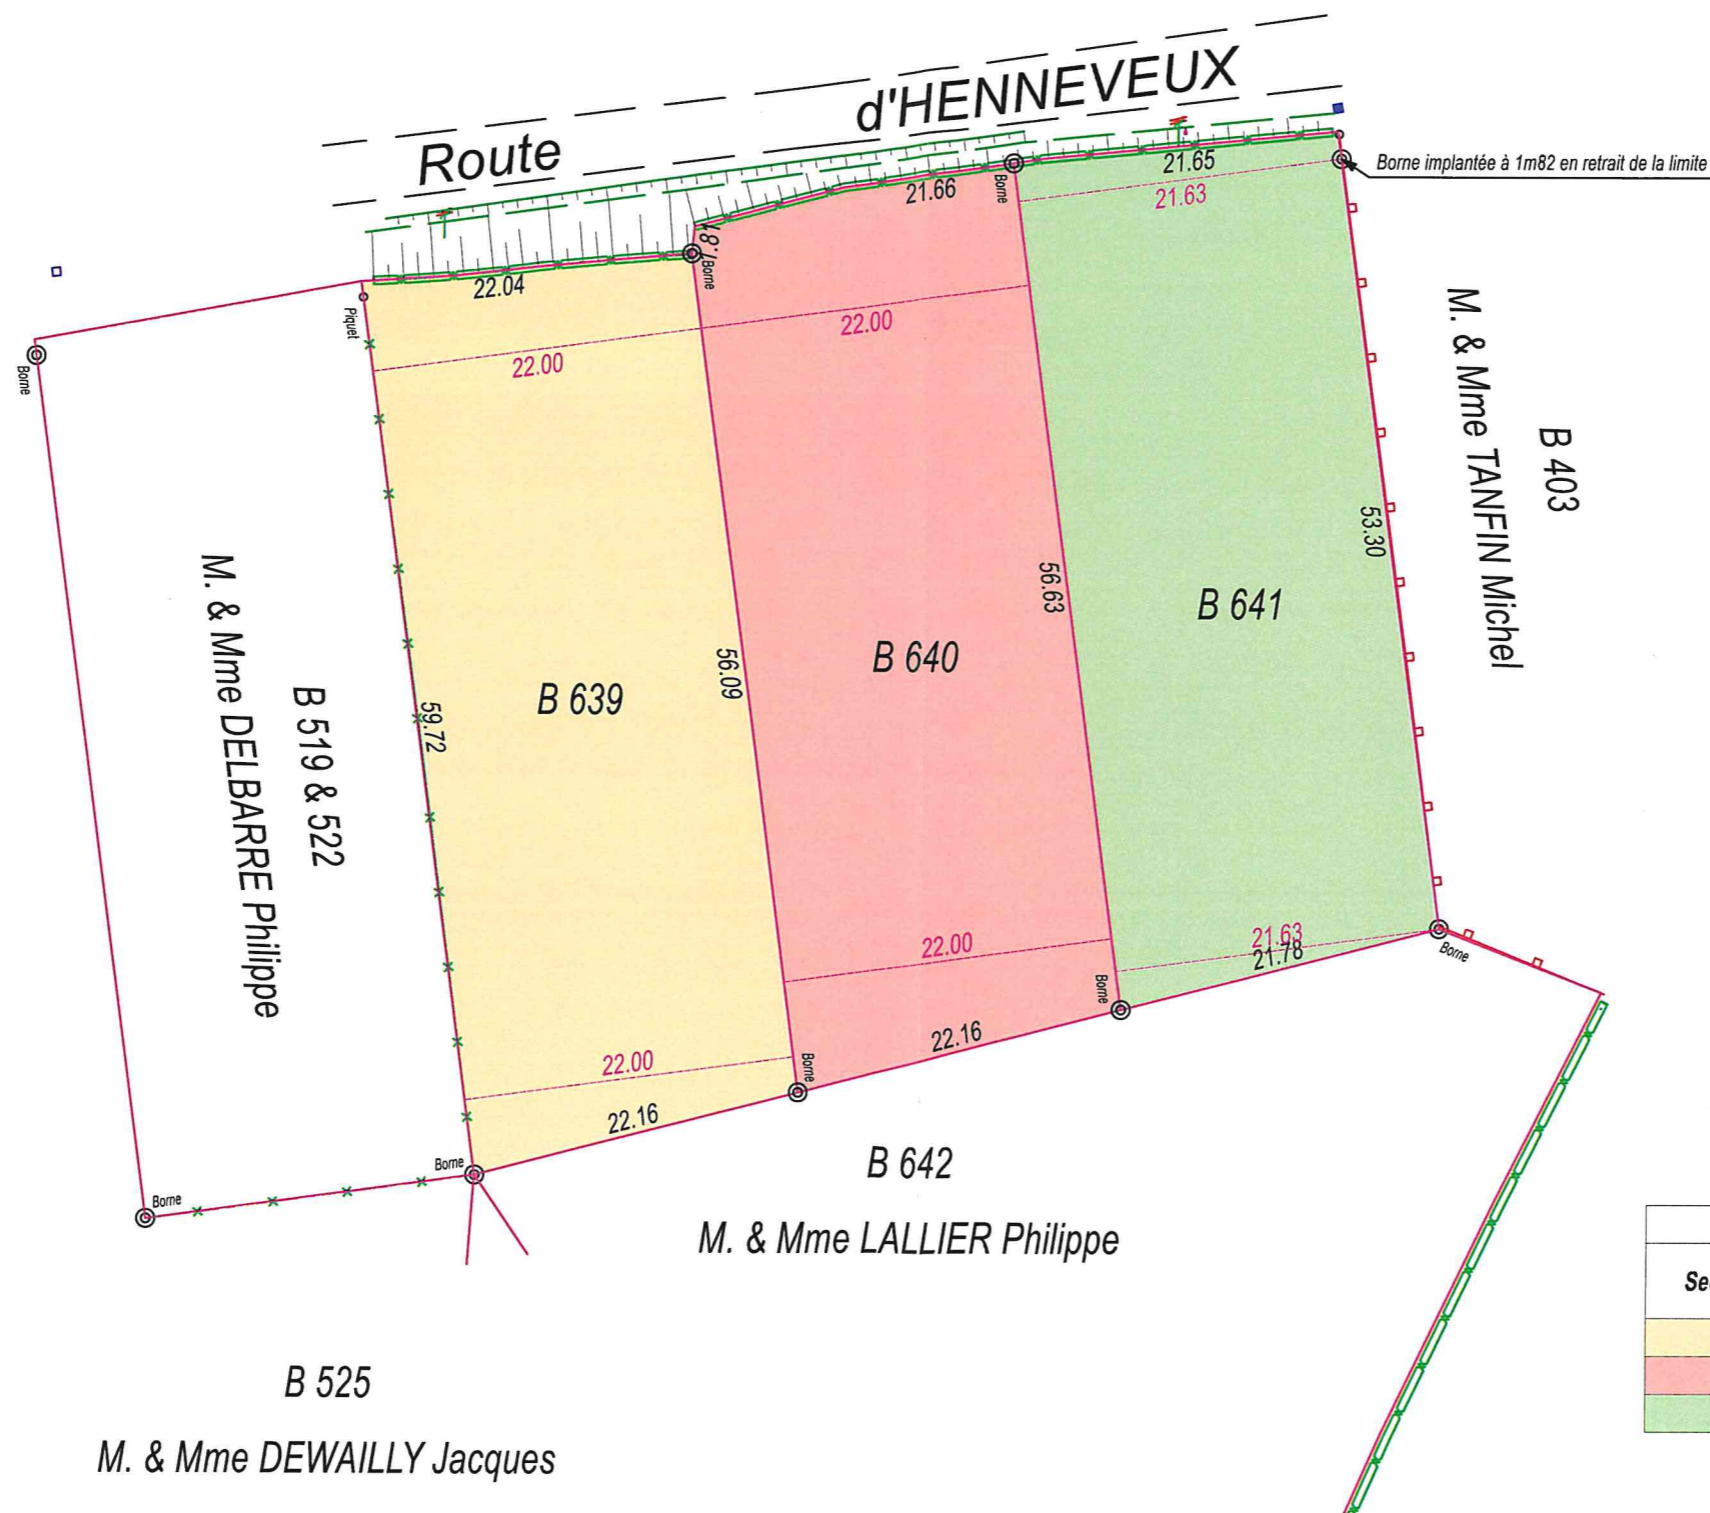 Route d'HENNEVEUX
Borne implantée à 1m82 en retrait de la limite
21.65
21.63
21.66
Borne
1.81
Borne
22.04
22.00
22.00
Piquet
Borne
M. & Mme TANFIN Michel
B 403
53.30
56.63
B 641
B 640
56.09
B 639
59.72
M. & Mme DELBARRE Philippe
B 519 & 522
21.63
21.78
Borne
22.00
Borne
22.16
22.00
Borne
22.16
Borne
Borne
B 642
M. & Mme LALLIER Philippe
B 525
M. & Mme DEWAILLY Jacques